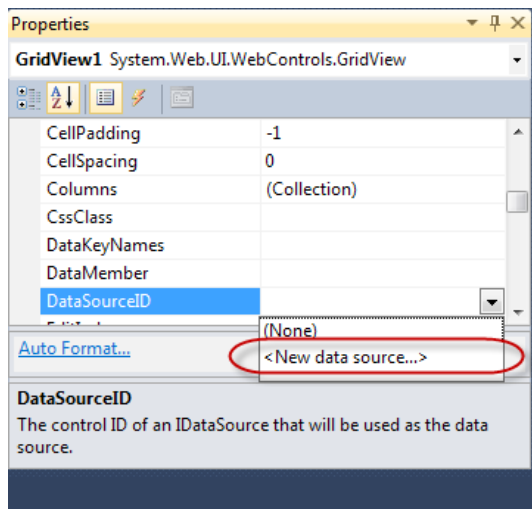 Properties
GridView1 System.Web.UI.WebControls.GridView
CellPadding -1
CellSpacing 0
Columns (Collection)
CssClass
DataKeyNames
DataMember
DataSourceID
(None)
Auto Format...
<New data source...>
DataSourceID
The control ID of an IDataSource that will be used as the data
source.